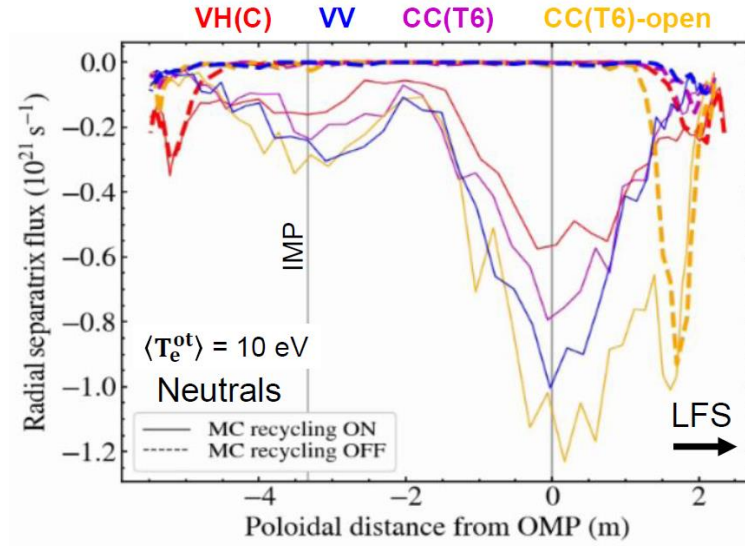 VH(C) VV CC(T6) CC(T6)-open
0.0
−0.2
−0.4
−0.6
−0.8
−1.0
−1.2
Radial separatrix flux (10²¹ s⁻¹)
IMP
⟨Tₑᵒᵗ⟩ = 10 eV
Neutrals
MC recycling ON
MC recycling OFF
LFS
−4 −2 0 2
Poloidal distance from OMP (m)